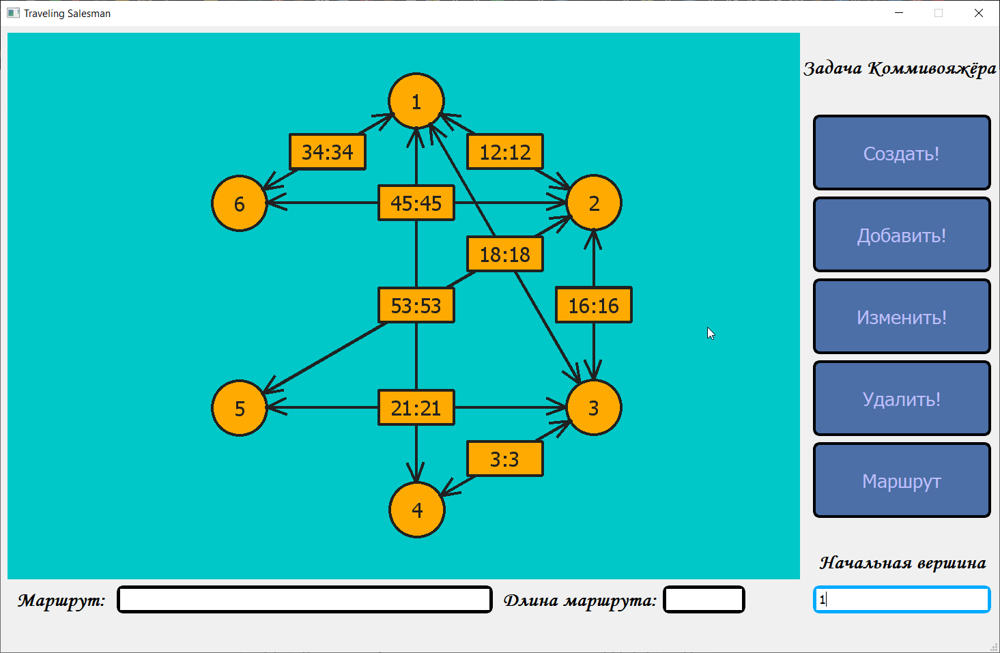 Traveling Salesman
Задача Коммивояжёра
1
34:34
12:12
6
45:45
2
18:18
53:53
16:16
5
21:21
3
3:3
4
Создать!
Добавить!
Изменить!
Удалить!
Маршрут
Начальная вершина
1
Маршрут:
Длина маршрута: